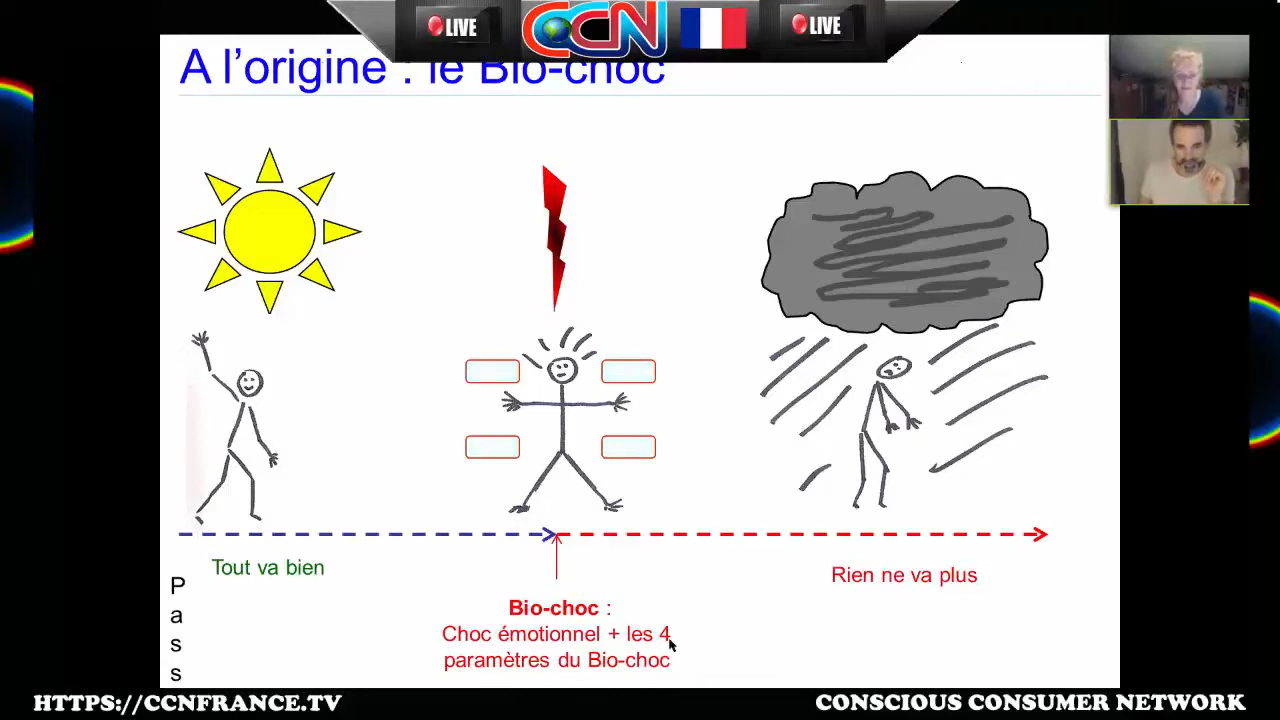 LIVE
CCN
LIVE
A l'origine : le Bio-choc
Tout va bien
Rien ne va plus
P
a
s
s
Bio-choc :
Choc émotionnel + les 4
paramètres du Bio-choc
HTTPS://CCNFRANCE.TV
CONSCIOUS CONSUMER NETWORK